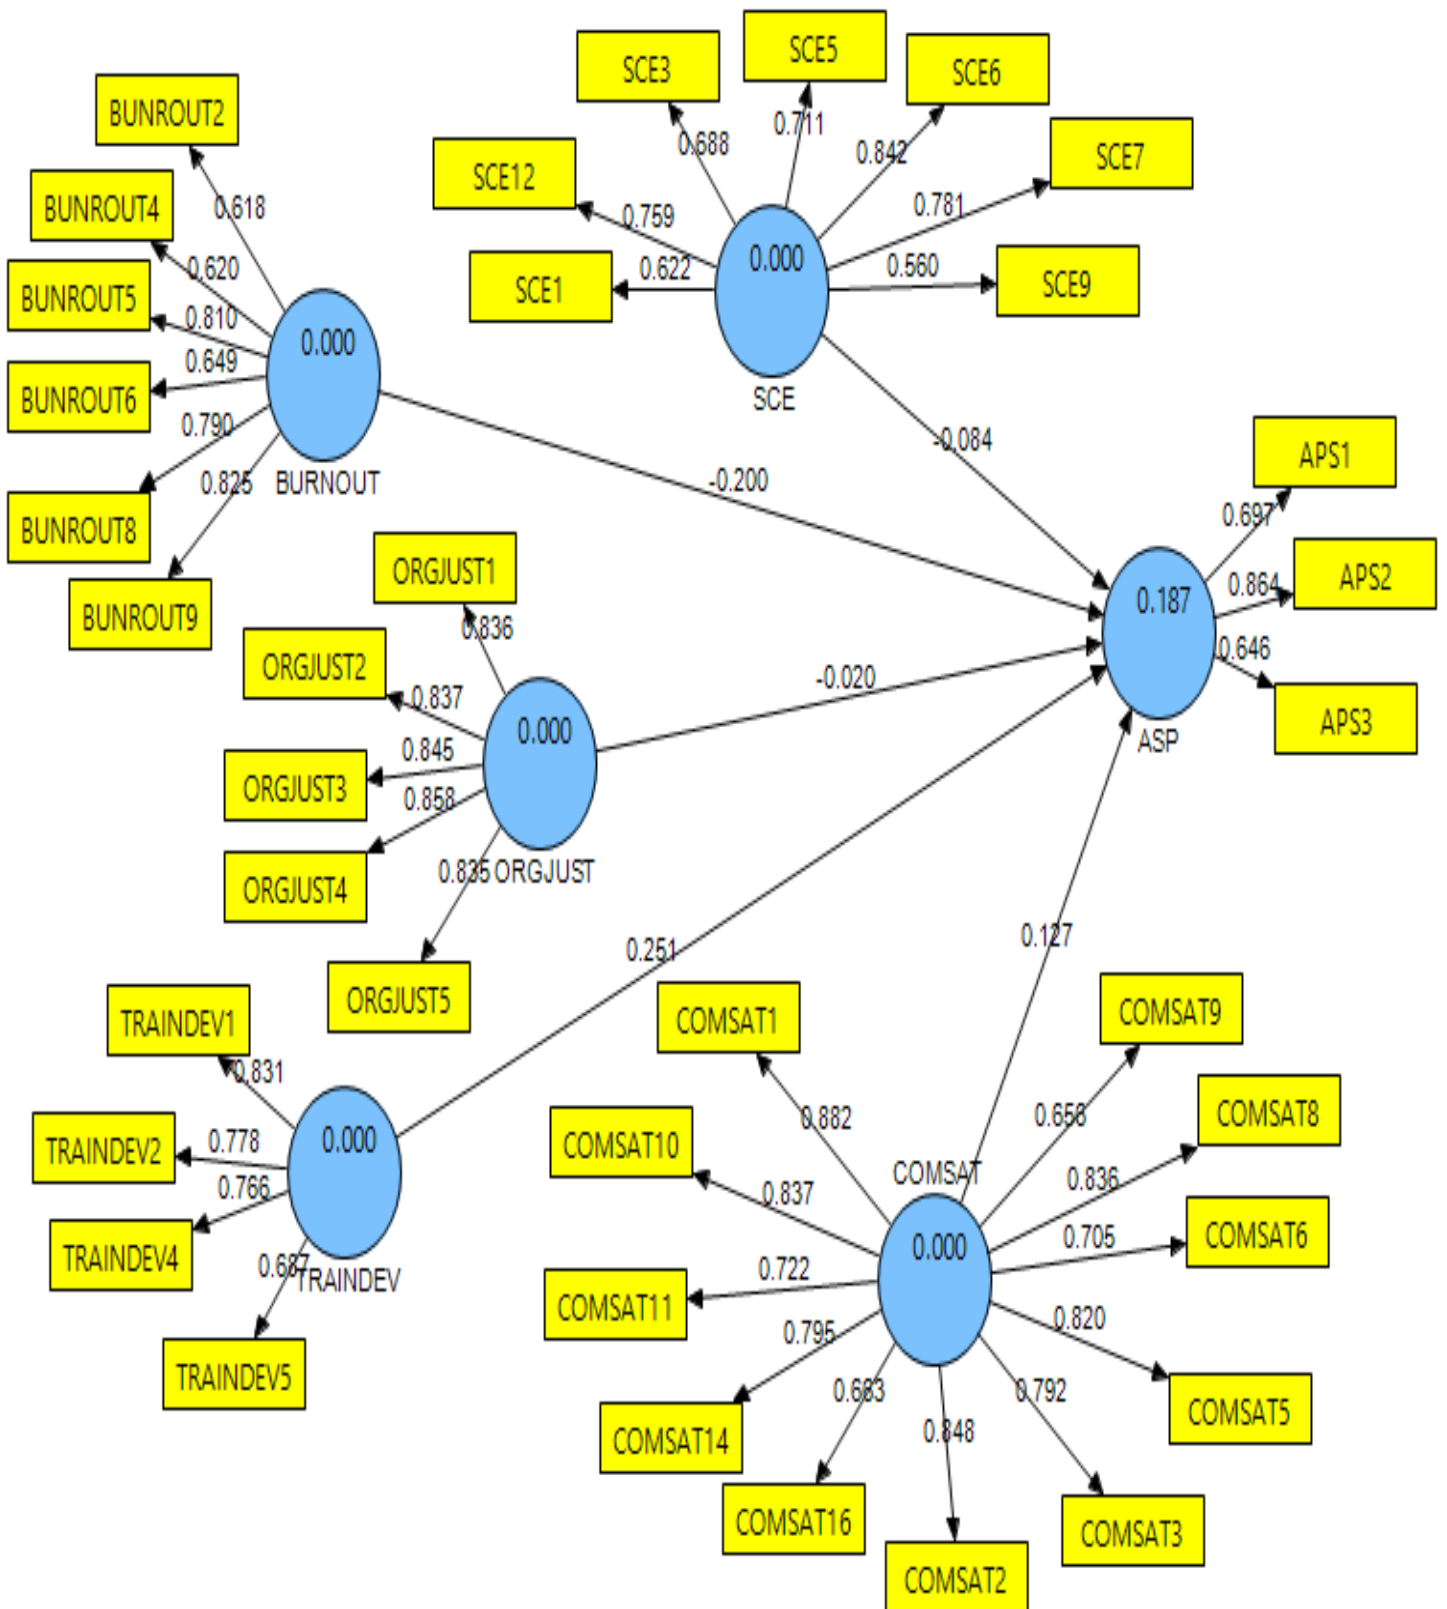 SCE5
SCE3
SCE6
BUNROUT2
0.711
0.688
0.842
SCE7
SCE12
BUNROUT4
0.618
0.759
0.781
0.000
0.622
0.560
SCE1
SCE9
0.620
BUNROUT5
0.810
0.000
0.649
BUNROUT6
SCE
0.790
-0.084
APS1
0.825
BURNOUT
-0.200
0.697
BUNROUT8
ORGJUST1
APS2
0.864
0.187
BUNROUT9
0.836
0.646
ORGJUST2
-0.020
0.837
APS3
0.000
ASP
0.845
ORGJUST3
0.858
0.835
ORGJUST
ORGJUST4
0.127
0.251
ORGJUST5
COMSAT1
COMSAT9
TRAINDEV1
0.831
0.882
0.658
COMSAT8
TRAINDEV2
0.778
0.000
COMSAT10
COMSAT
0.836
0.766
0.837
COMSAT6
0.705
TRAINDEV4
0.000
0.687
TRAINDEV
0.722
COMSAT11
0.795
0.820
TRAINDEV5
0.663
0.792
COMSAT5
COMSAT14
0.848
COMSAT16
COMSAT3
COMSAT2